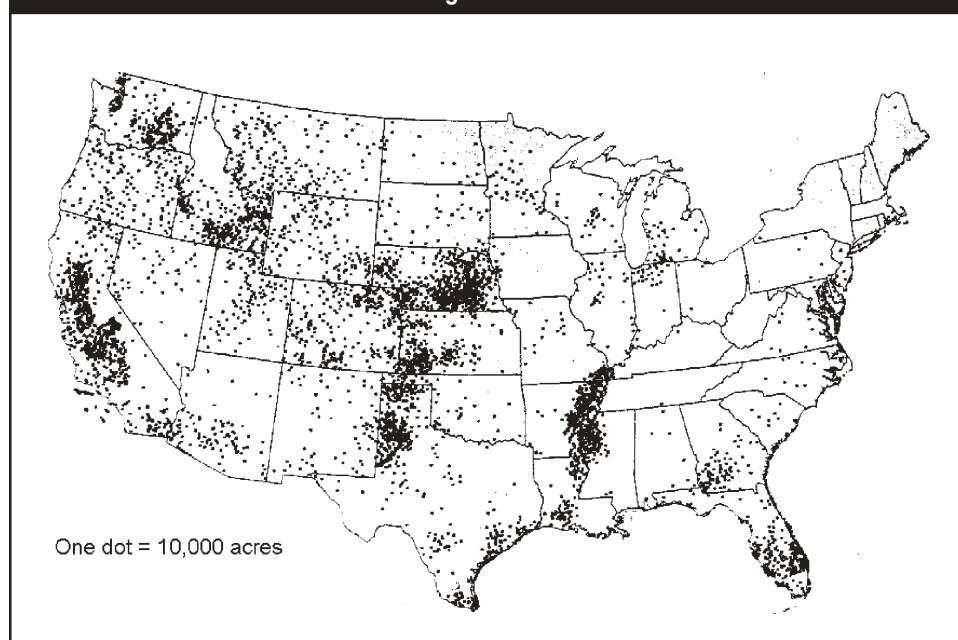 One dot = 10,000 acres